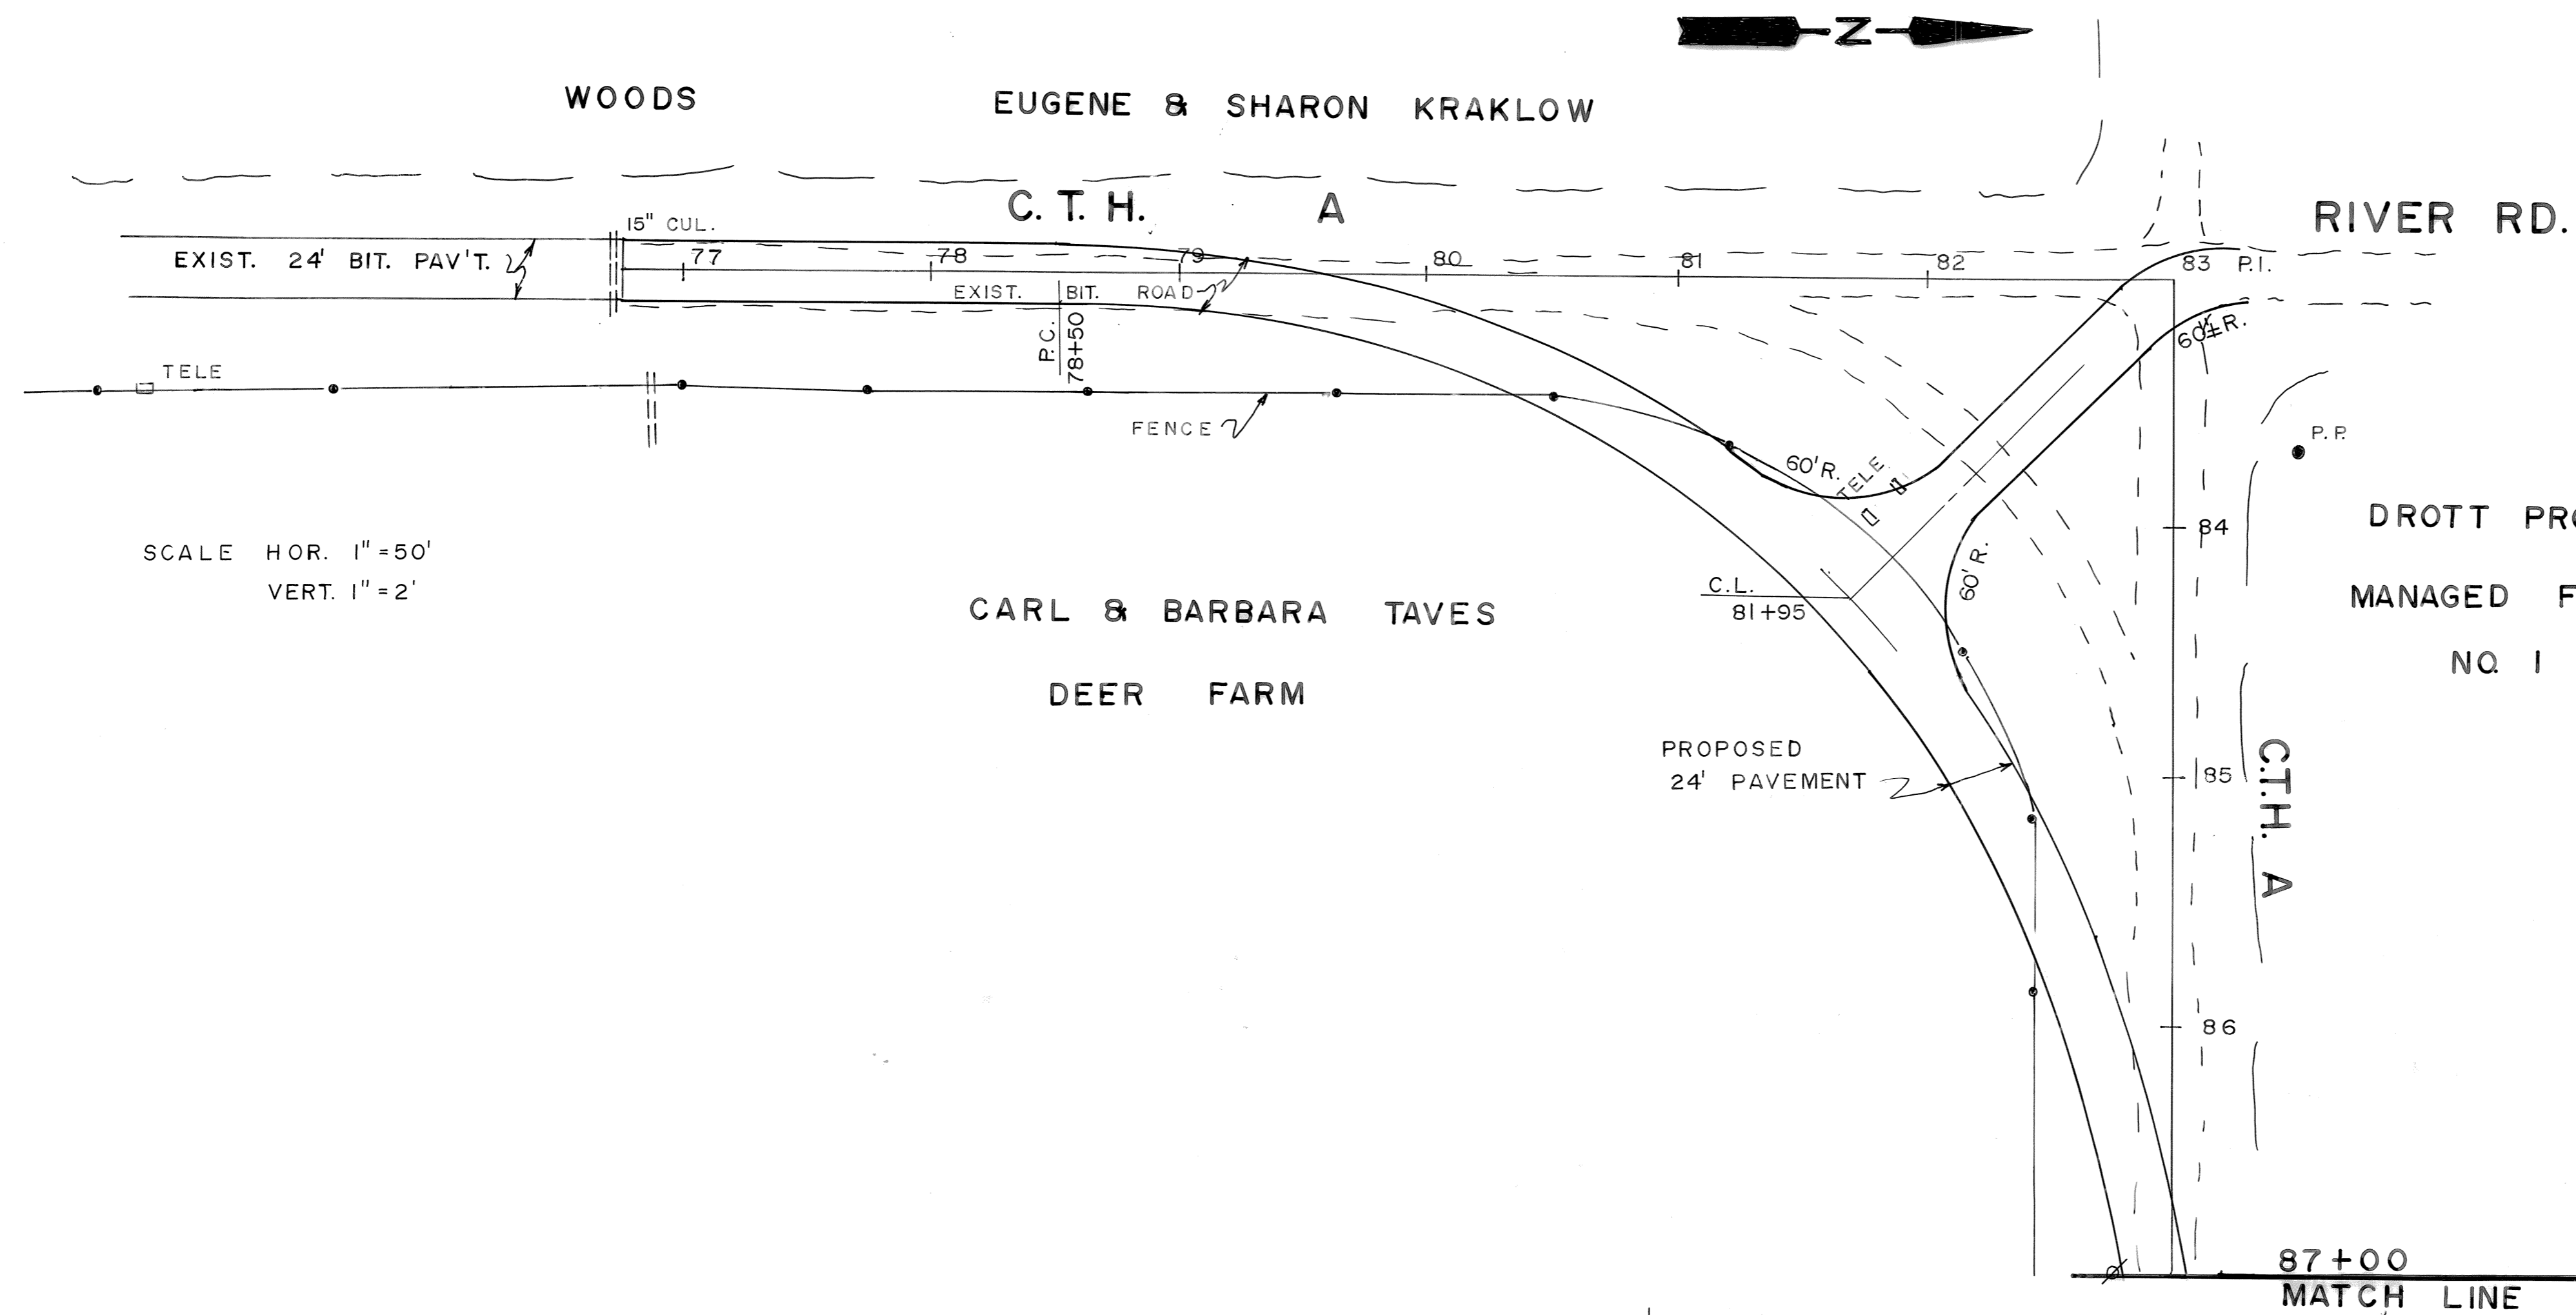 N
WOODS
EUGENE & SHARON KRAKLOW
C. T. H. A
RIVER RD.
15" CUL.
EXIST. 24' BIT. PAV'T.
77 78 79 80 81 82 83 P.I.
EXIST. BIT. ROAD
P.C.
78+50
60'± R.
TELE
FENCE
P.P.
60' R.
TELE
SCALE HOR. 1" = 50'
VERT. 1" = 2'
84
DROTT
MANAGED
NO. 1
60' R.
C.L.
81+95
CARL & BARBARA TAVES
DEER FARM
PROPOSED
24' PAVEMENT
85
C.T.H. A
86
87+00
MATCH LINE